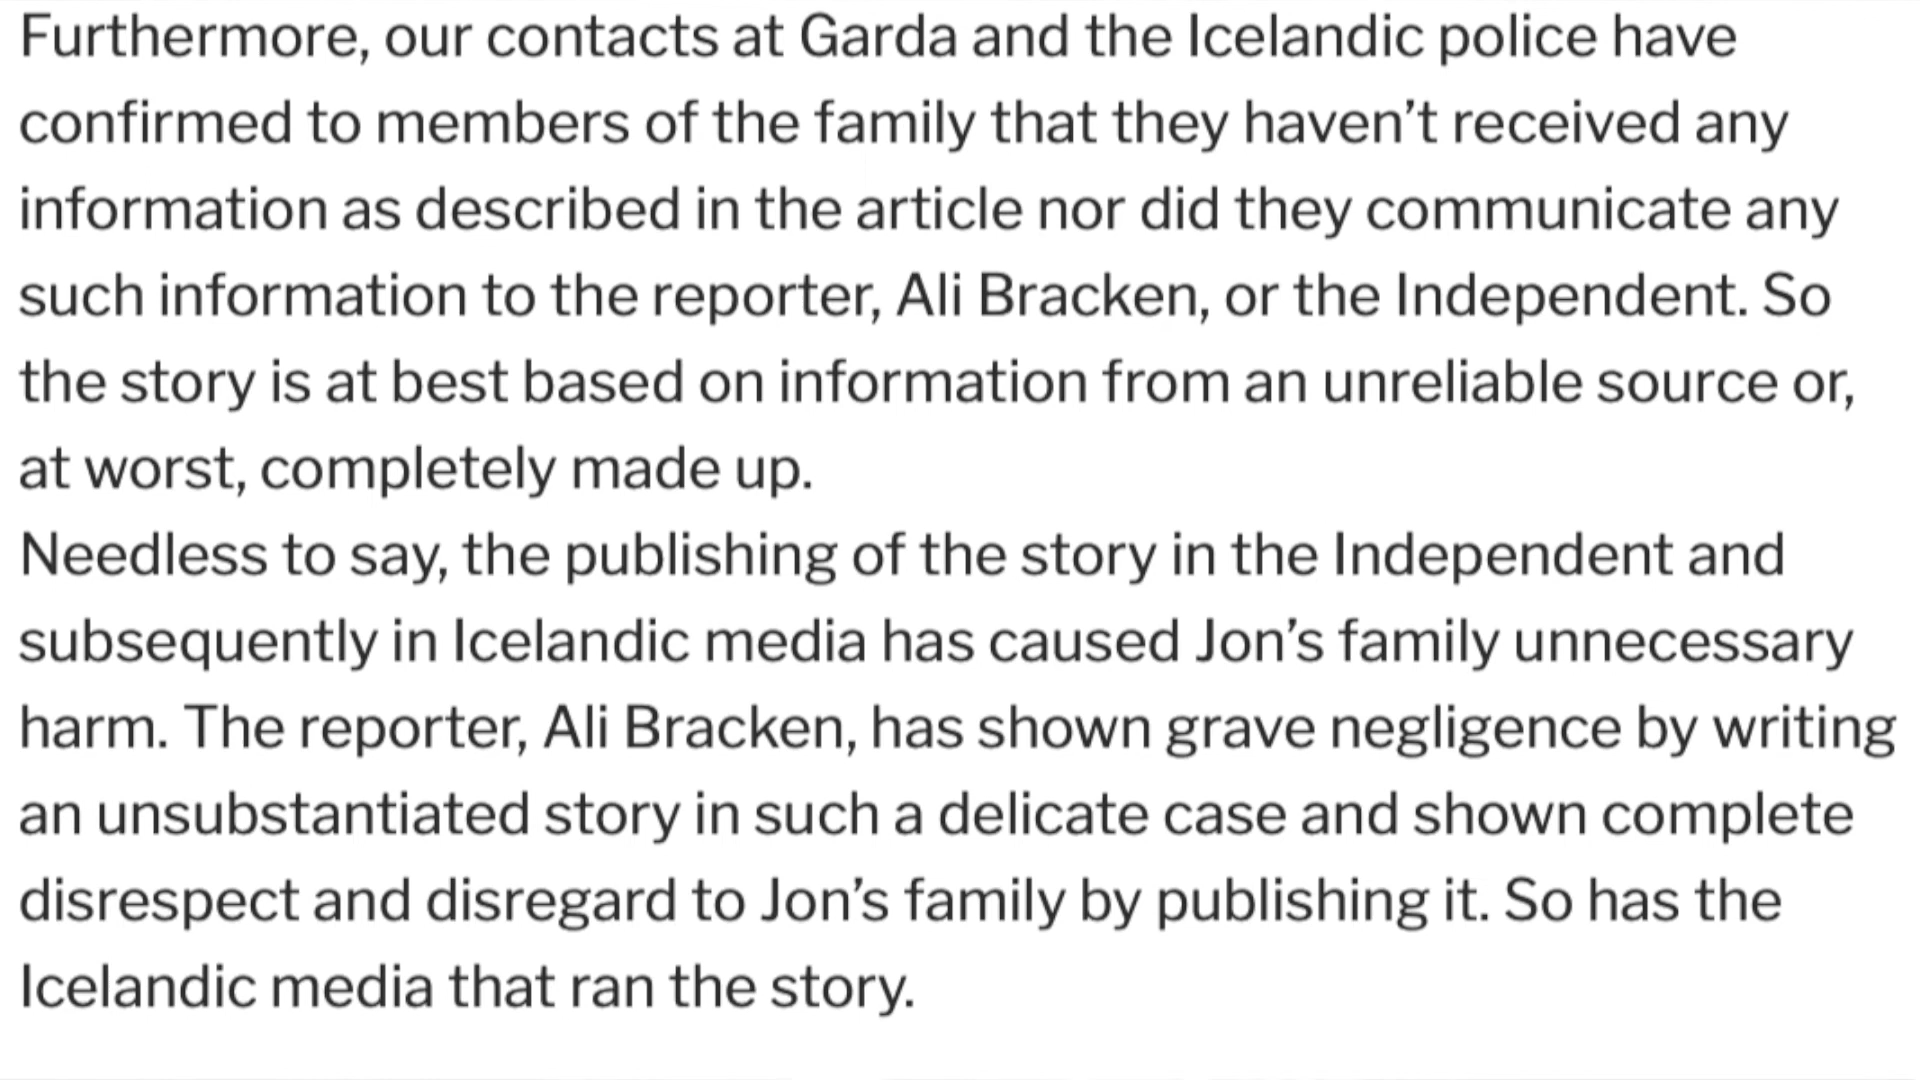 Furthermore, our contacts at Garda and the Icelandic police have
confirmed to members of the family that they haven’t received any
information as described in the article nor did they communicate any
such information to the reporter, Ali Bracken, or the Independent. So
the story is at best based on information from an unreliable source or,
at worst, completely made up.
Needless to say, the publishing of the story in the Independent and
subsequently in Icelandic media has caused Jon’s family unnecessary
harm. The reporter, Ali Bracken, has shown grave negligence by writing
an unsubstantiated story in such a delicate case and shown complete
disrespect and disregard to Jon’s family by publishing it. So has the
Icelandic media that ran the story.